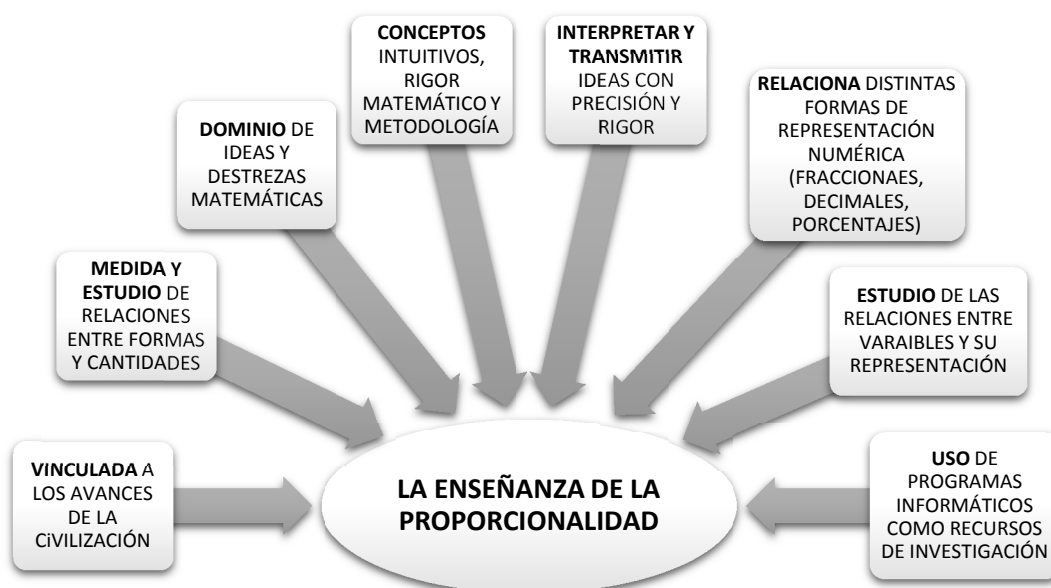 CONCEPTOS
INTUITIVOS,
RIGOR
MATEMÁTICO Y
METODOLOGÍA
INTERPRETAR Y
TRANSMITIR
IDEAS CON
PRECISIÓN Y
RIGOR
RELACIONA DISTINTAS
FORMAS DE
REPRESENTACIÓN
NUMÉRICA
(FRACCIONAES,
DECIMALES,
PORCENTAJES)
DOMINIO DE
IDEAS Y
DESTREZAS
MATEMÁTICAS
MEDIDA Y
ESTUDIO DE
RELACIONES
ENTRE FORMAS
Y CANTIDADES
ESTUDIO DE LAS
RELACIONES ENTRE
VARAIBLES Y SU
REPRESENTACIÓN
VINCULADA A
LOS AVANCES
DE LA
CiVILIZACIÓN
LA ENSEÑANZA DE LA
PROPORCIONALIDAD
USO DE
PROGRAMAS
INFORMÁTICOS
COMO RECURSOS
DE INVESTIGACIÓN